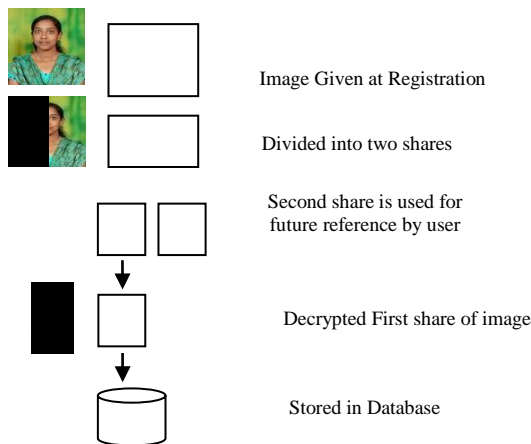 Image Given at Registration
Divided into two shares
Second share is used for
future reference by user
Decrypted First share of image
Stored in Database